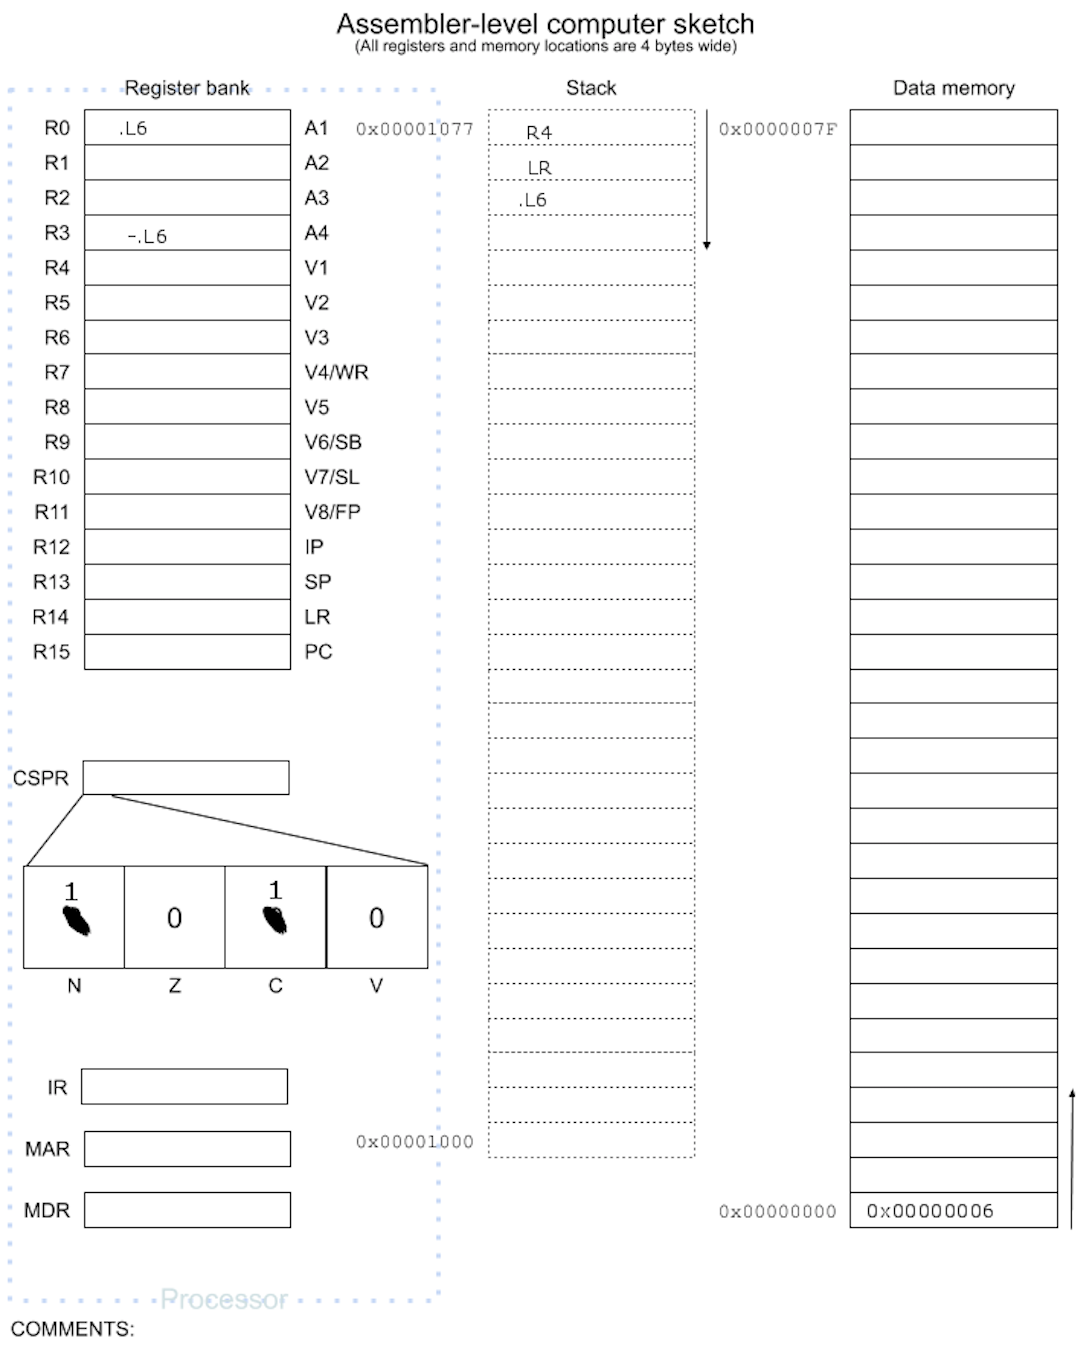 Assembler-level computer sketch
(All registers and memory locations are 4 bytes wide)
Register bank
Stack
Data memory
R0 .L6 A1
R1 A2
R2 A3
R3 -.L6 A4
R4 V1
R5 V2
R6 V3
R7 V4/WR
R8 V5
R9 V6/SB
R10 V7/SL
R11 V8/FP
R12 IP
R13 SP
R14 LR
R15 PC
CSPR
1 0 1 0
N Z C V
IR
MAR
MDR
Processor
0x00001077 R4
LR
.L6
0x00001000
0x0000007F
0x00000000 0x00000006
COMMENTS: